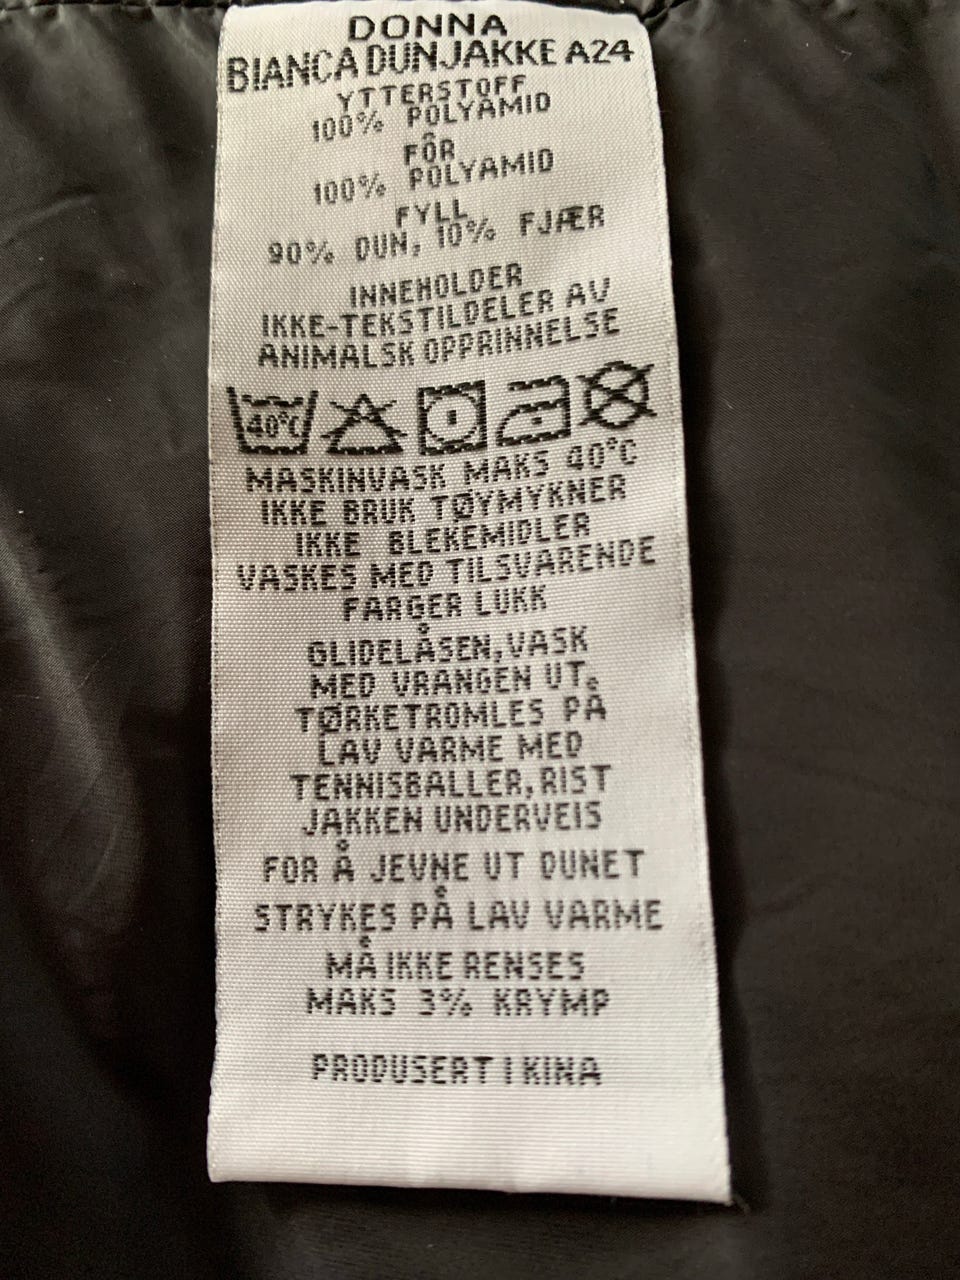 DONNA
BIANCA DUNJAKKE A24
YTTERSTOFF
100% POLYAMID
FÔR
100% POLYAMID
FYLL
90% DUN, 10% FJÆR
INNEHOLDER
IKKE-TEKSTILDELER AV
ANIMALSK OPPRINNELSE
40°C
MASKINVASK MAKS 40°C
IKKE BRUK TØYMYKNER
IKKE BLEKEMIDLER
VASKES MED TILSVARENDE
FARGER LUKK
GLIDELÅSEN,VASK
MED VRANGEN UT.
TØRKETROMLES PÅ
LAV VARME MED
TENNISBALLER,RIST
JAKKEN UNDERVEIS
FOR Å JEVNE UT DUNET
STRYKES PÅ LAV VARME
MÅ IKKE RENSES
MAKS 3% KRYMP
PRODUSERT I KINA